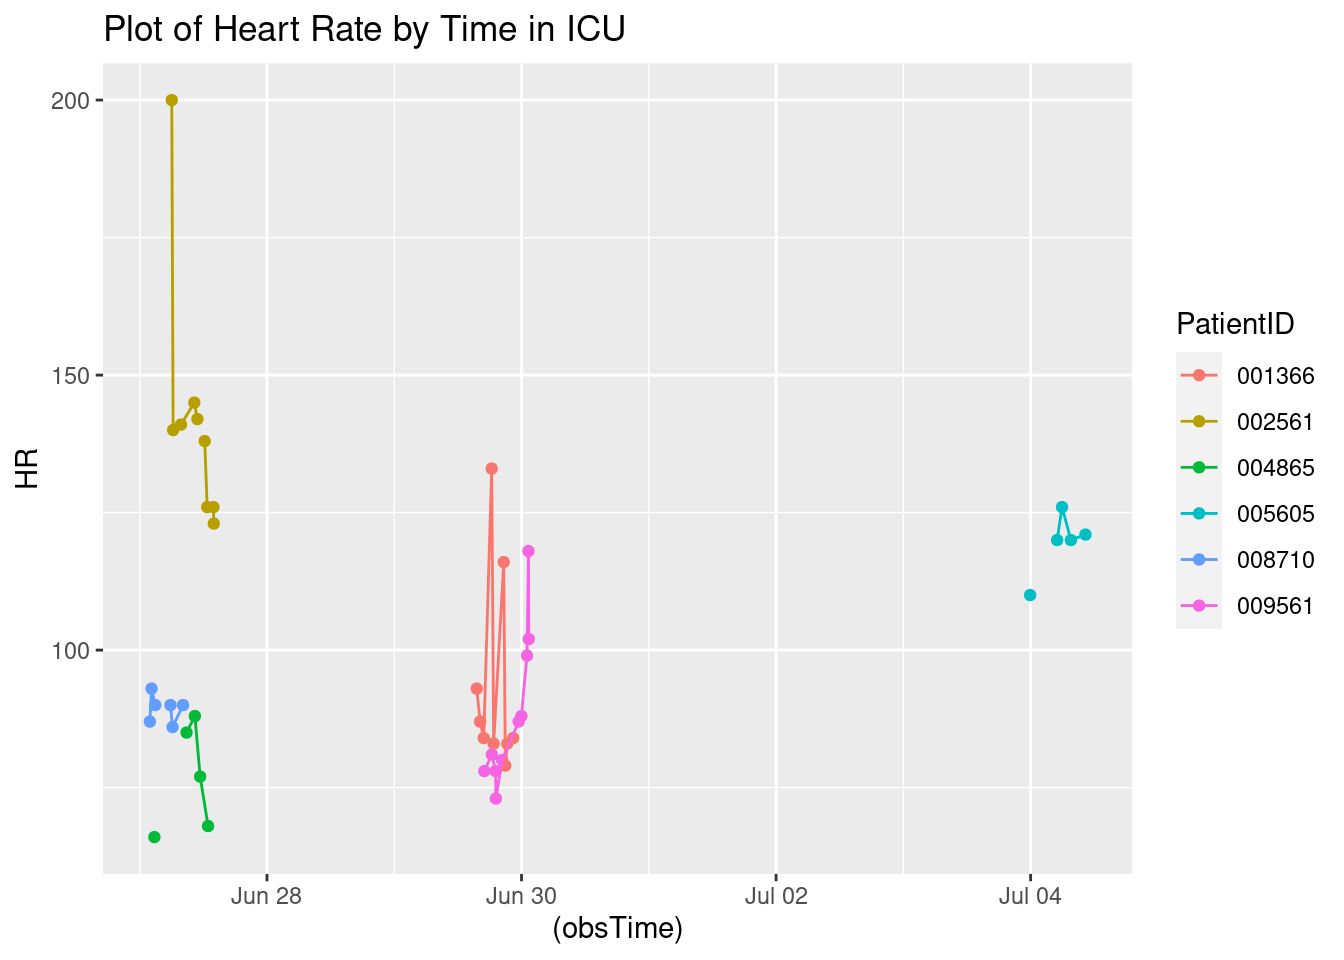 Plot of Heart Rate by Time in ICU
200
150
100
HR
Jun 28 Jun 30 Jul 02 Jul 04
(obsTime)
PatientID
001366
002561
004865
005605
008710
009561